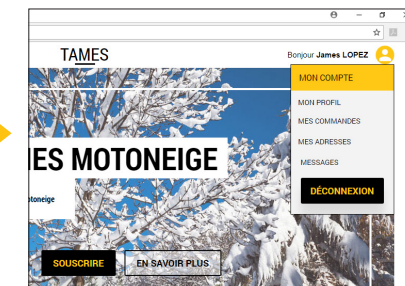 TAMES
Bonjour James LOPEZ
MON COMPTE
MON PROFIL
MES COMMANDES
MES ADRESSES
MESSAGES
DÉCONNEXION
IES MOTONEIGE
otoneige
SOUSCRIRE
EN SAVOIR PLUS